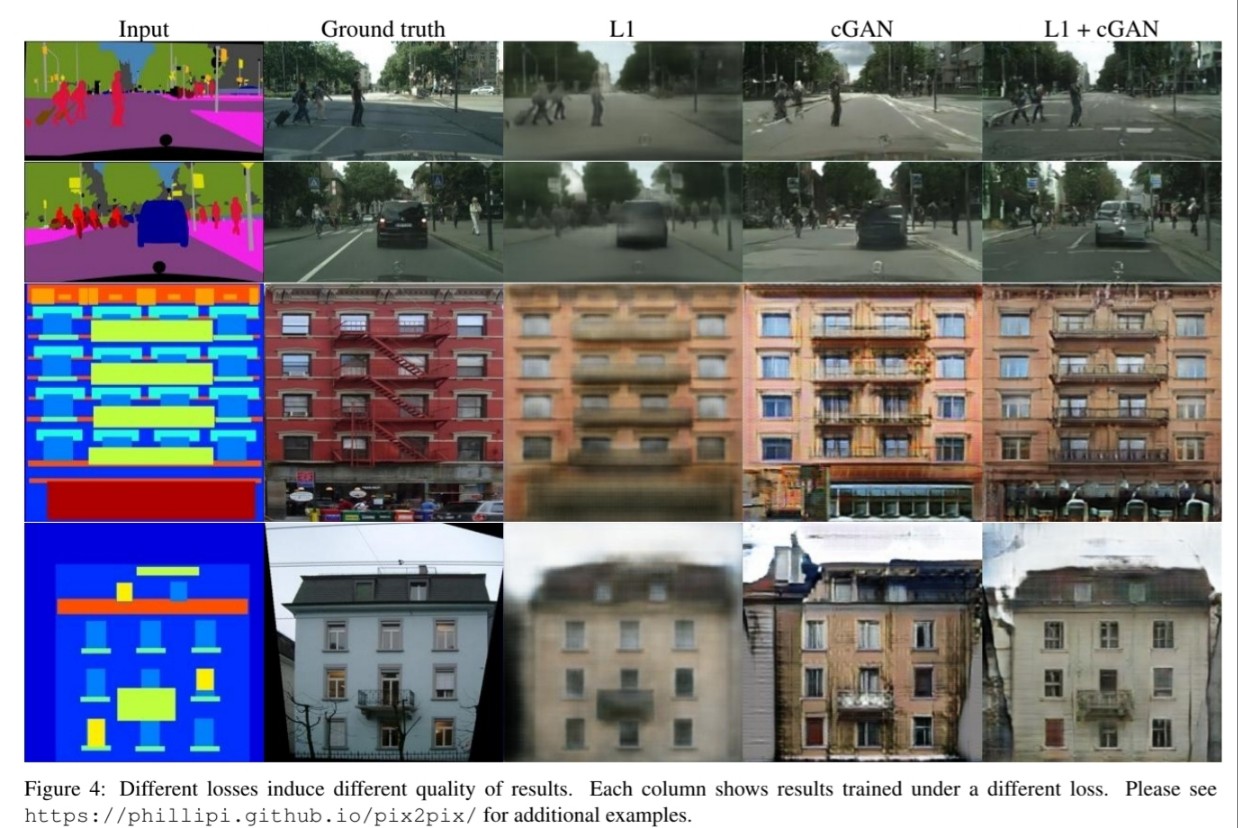 Input Ground truth L1 cGAN L1 + cGAN
Figure 4: Different losses induce different quality of results. Each column shows results trained under a different loss. Please see
https://phillipi.github.io/pix2pix/ for additional examples.